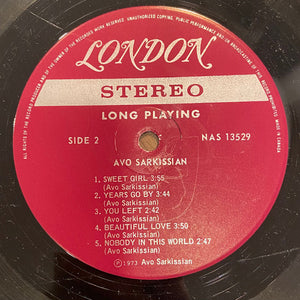 LONDON
STEREO
LONG PLAYING
SIDE 2
NAS 13529
AVO SARKISSIAN
1. SWEET GIRL 3:55
(Avo Sarkissian)
2. YEARS GO BY 3:44
(Avo Sarkissian)
3. YOU LEFT 2:42
(Avo Sarkissian)
4. BEAUTIFUL LOVE 3:50
(Avo Sarkissian)
5. NOBODY IN THIS WORLD 2:47
(Avo Sarkissian)
Ⓟ 1973 Avo Sarkissian